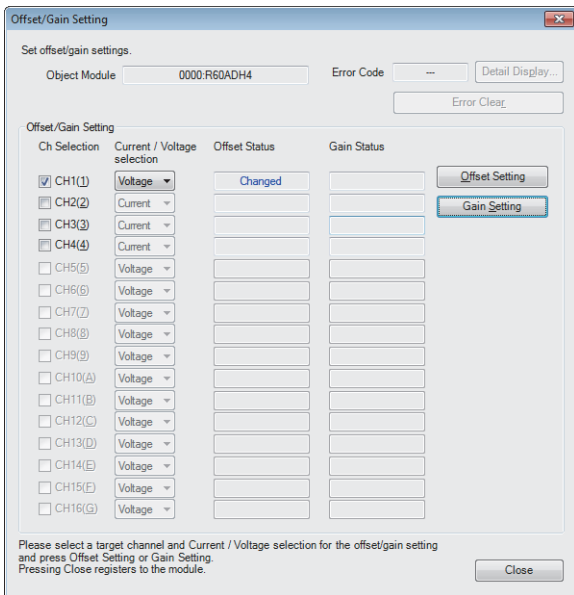 Offset/Gain Setting
Set offset/gain settings.
Object Module 0000:R60ADH4 Error Code --- Detail Display...
Error Clear
Offset/Gain Setting
Ch Selection Current / Voltage selection Offset Status Gain Status
CH1(1) Voltage Changed Offset Setting
CH2(2) Current Gain Setting
CH3(3) Current
CH4(4) Current
CH5(5) Voltage
CH6(6) Voltage
CH7(7) Voltage
CH8(8) Voltage
CH9(9) Voltage
CH10(A) Voltage
CH11(B) Voltage
CH12(C) Voltage
CH13(D) Voltage
CH14(E) Voltage
CH15(F) Voltage
CH16(G) Voltage
Please select a target channel and Current / Voltage selection for the offset/gain setting
and press Offset Setting or Gain Setting.
Pressing Close registers to the module.
Close